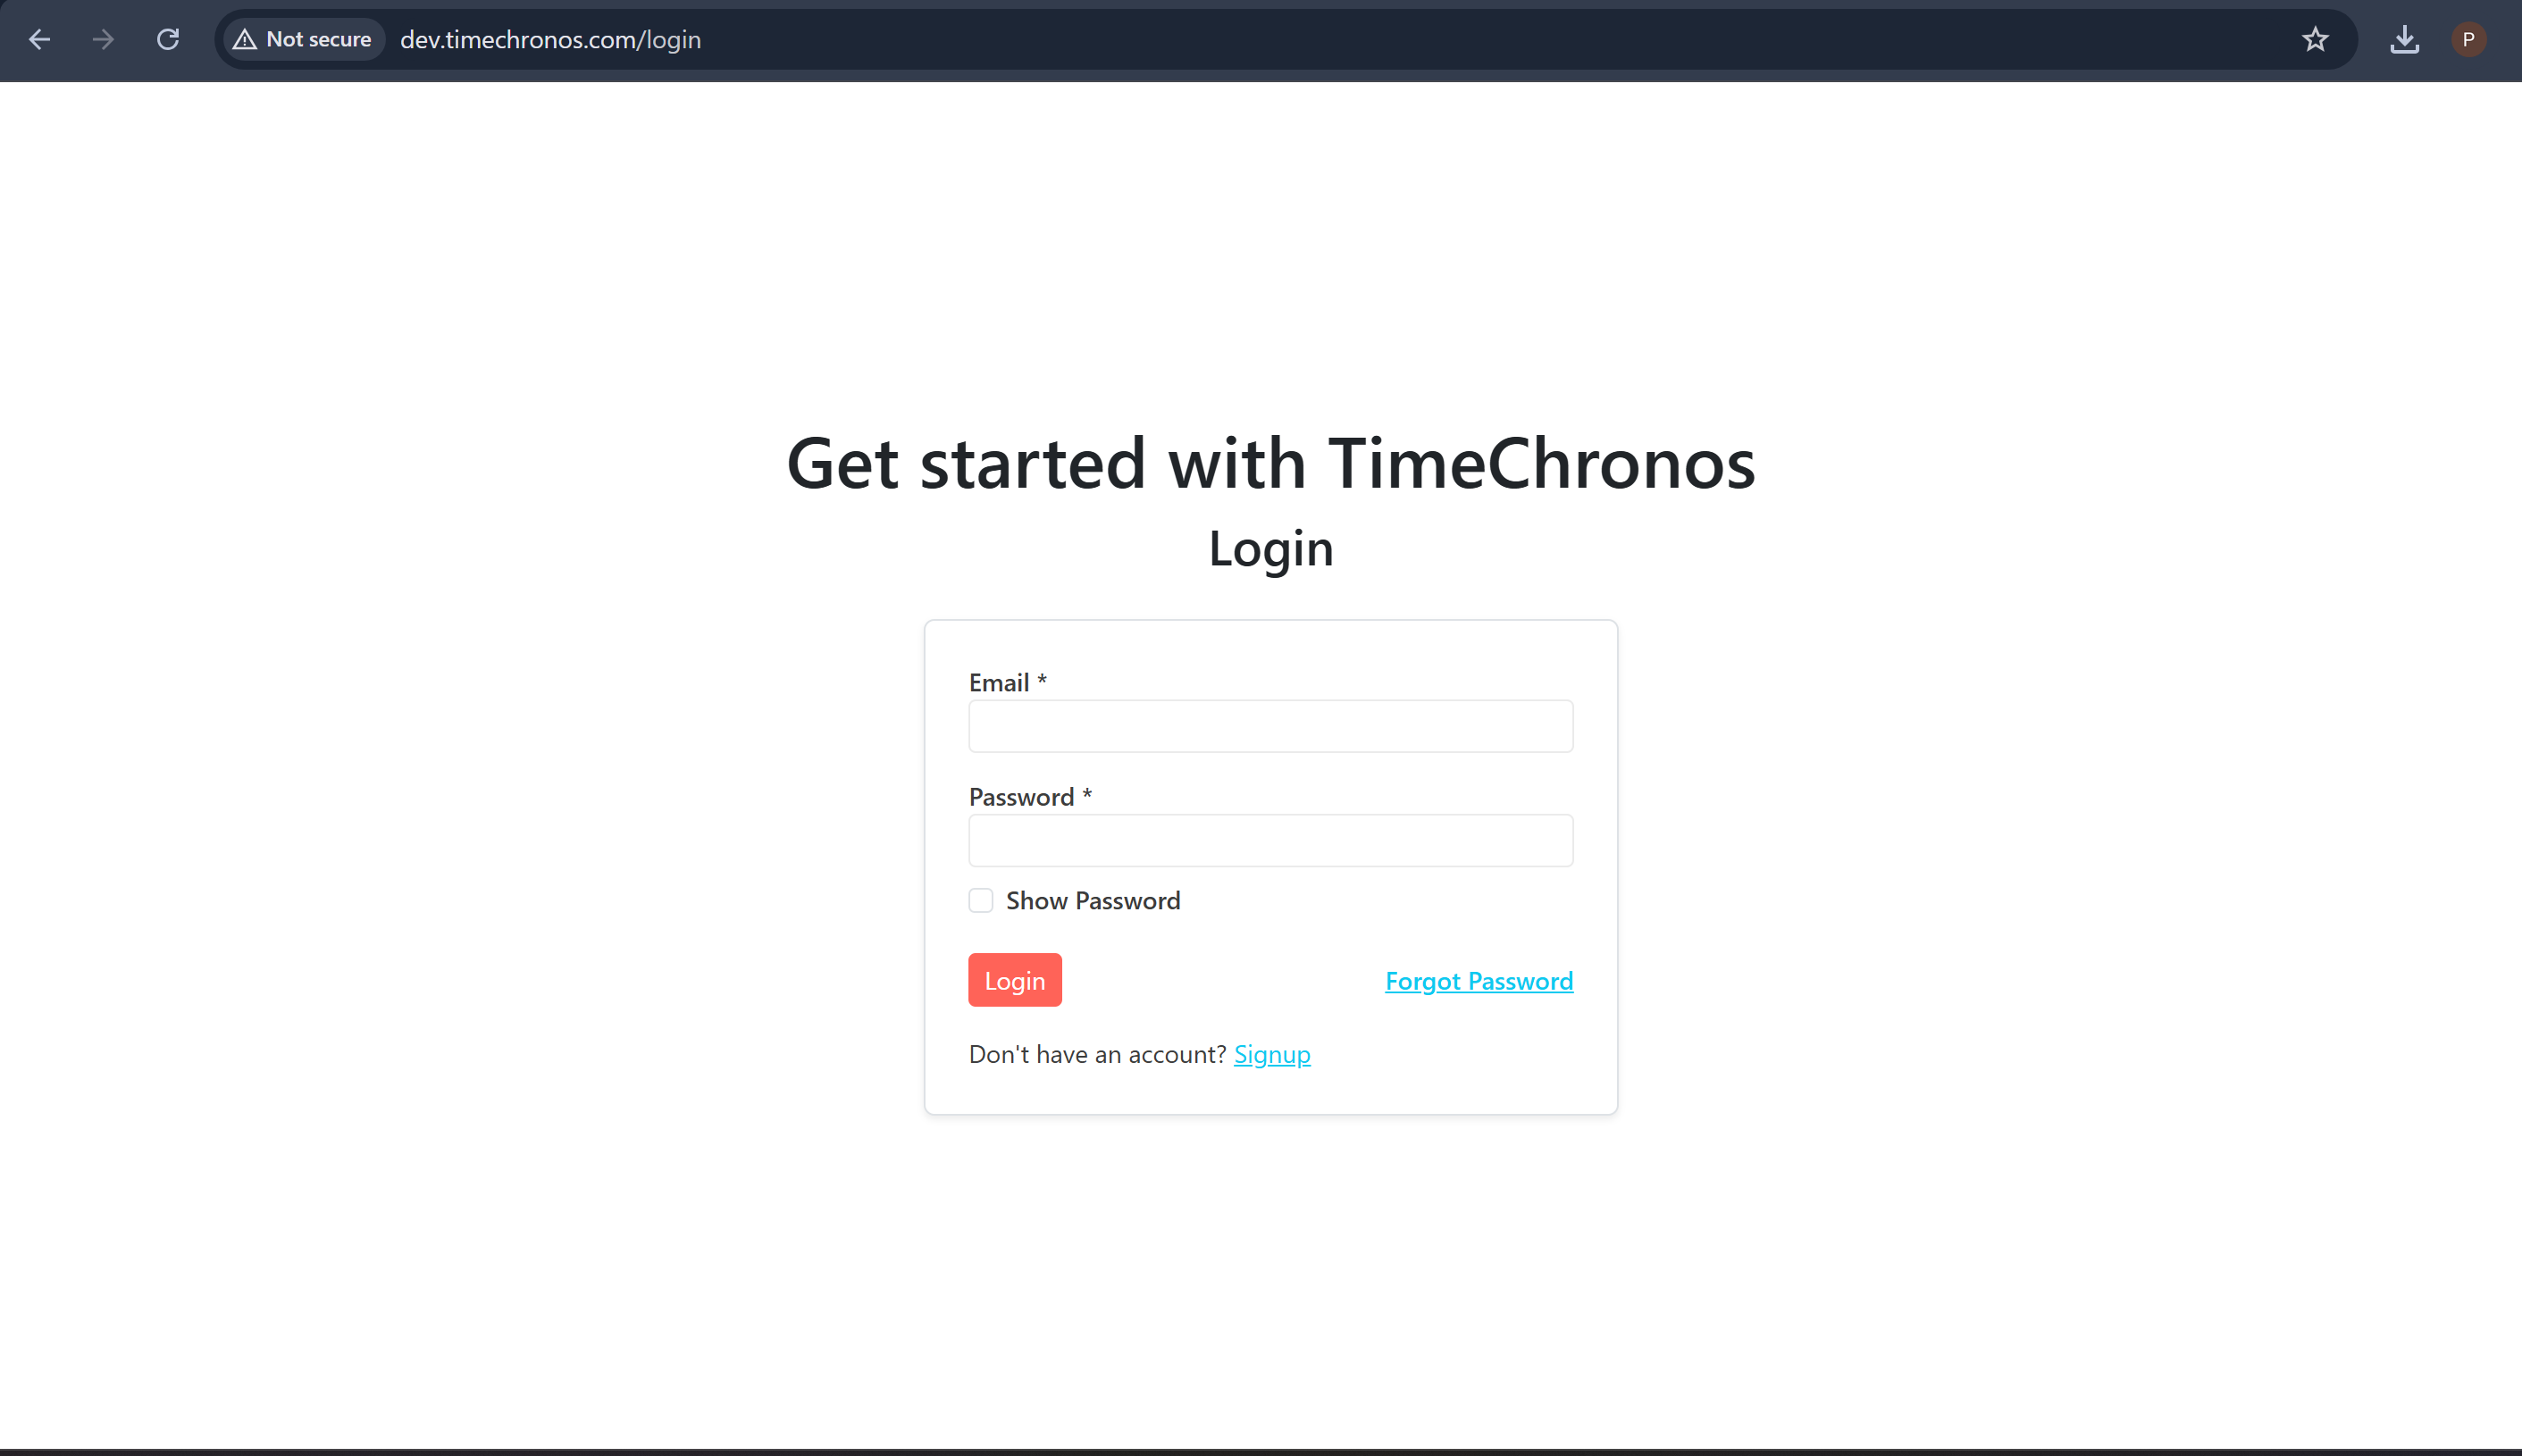 Not secure dev.timechronos.com/login P
Get started with TimeChronos
Login
Email *
Password *
Show Password
Login Forgot Password
Don't have an account? Signup